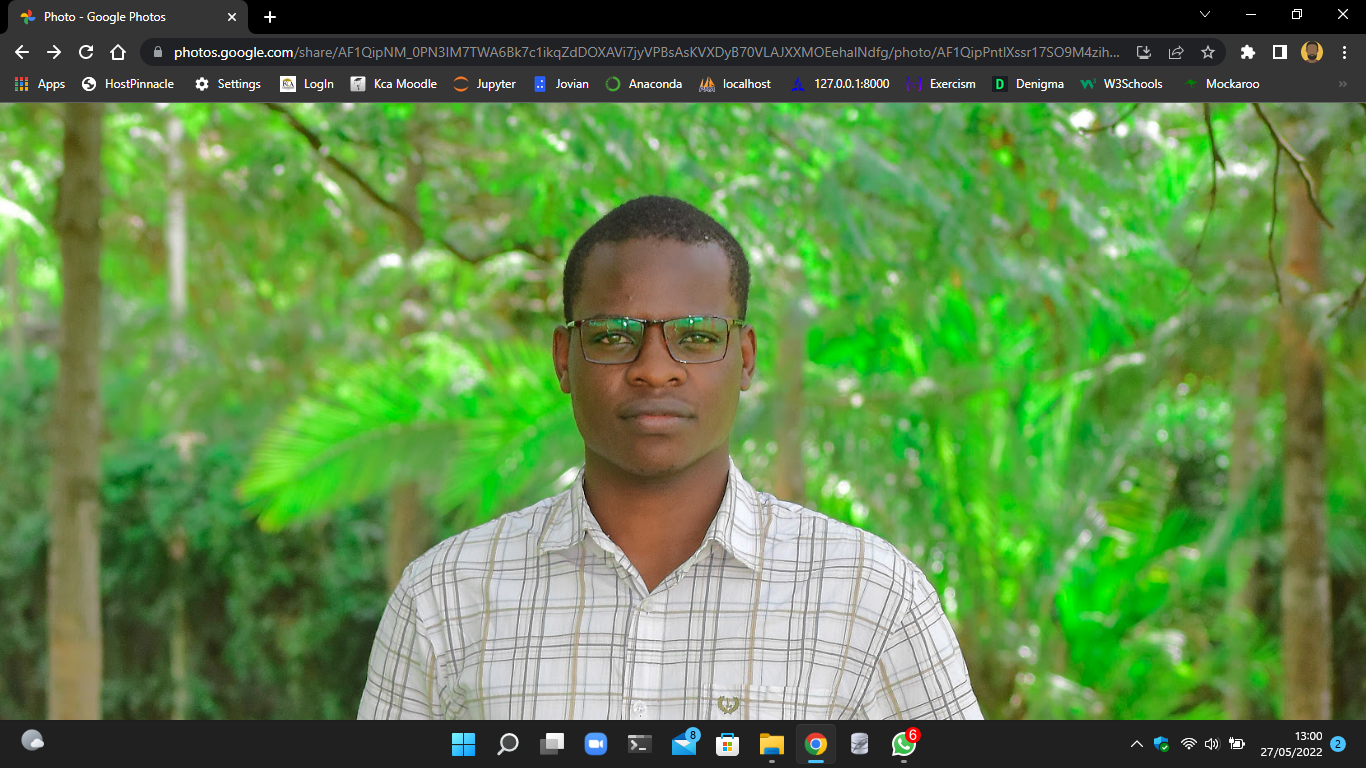 Photo - Google Photos
photos.google.com/share/AF1QipNM_0PN3IM7TWA6Bk7c1ikqZdDOXAVi7jyVPBsAsKVXDyB70VLAJXXMOEehaINdfg/photo/AF1QipPntlXssr17SO9M4zih...
Apps HostPinnacle Settings LogIn Kca Moodle Jupyter Jovian Anaconda localhost 127.0.0.1:8000 Exercism Denigma W3Schools Mockaroo »
8
6
13:00
27/05/2022
2